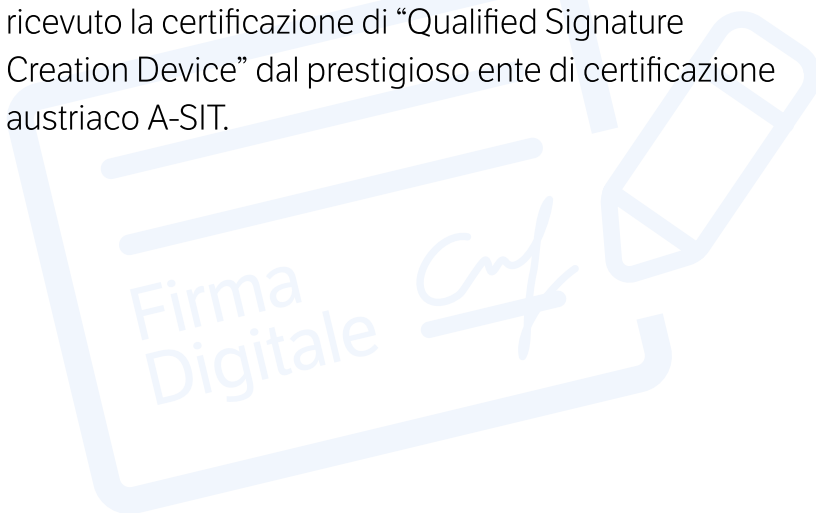 ricevuto la certificazione di “Qualified Signature
Creation Device” dal prestigioso ente di certificazione
austriaco A-SIT.
Firma
Digitale